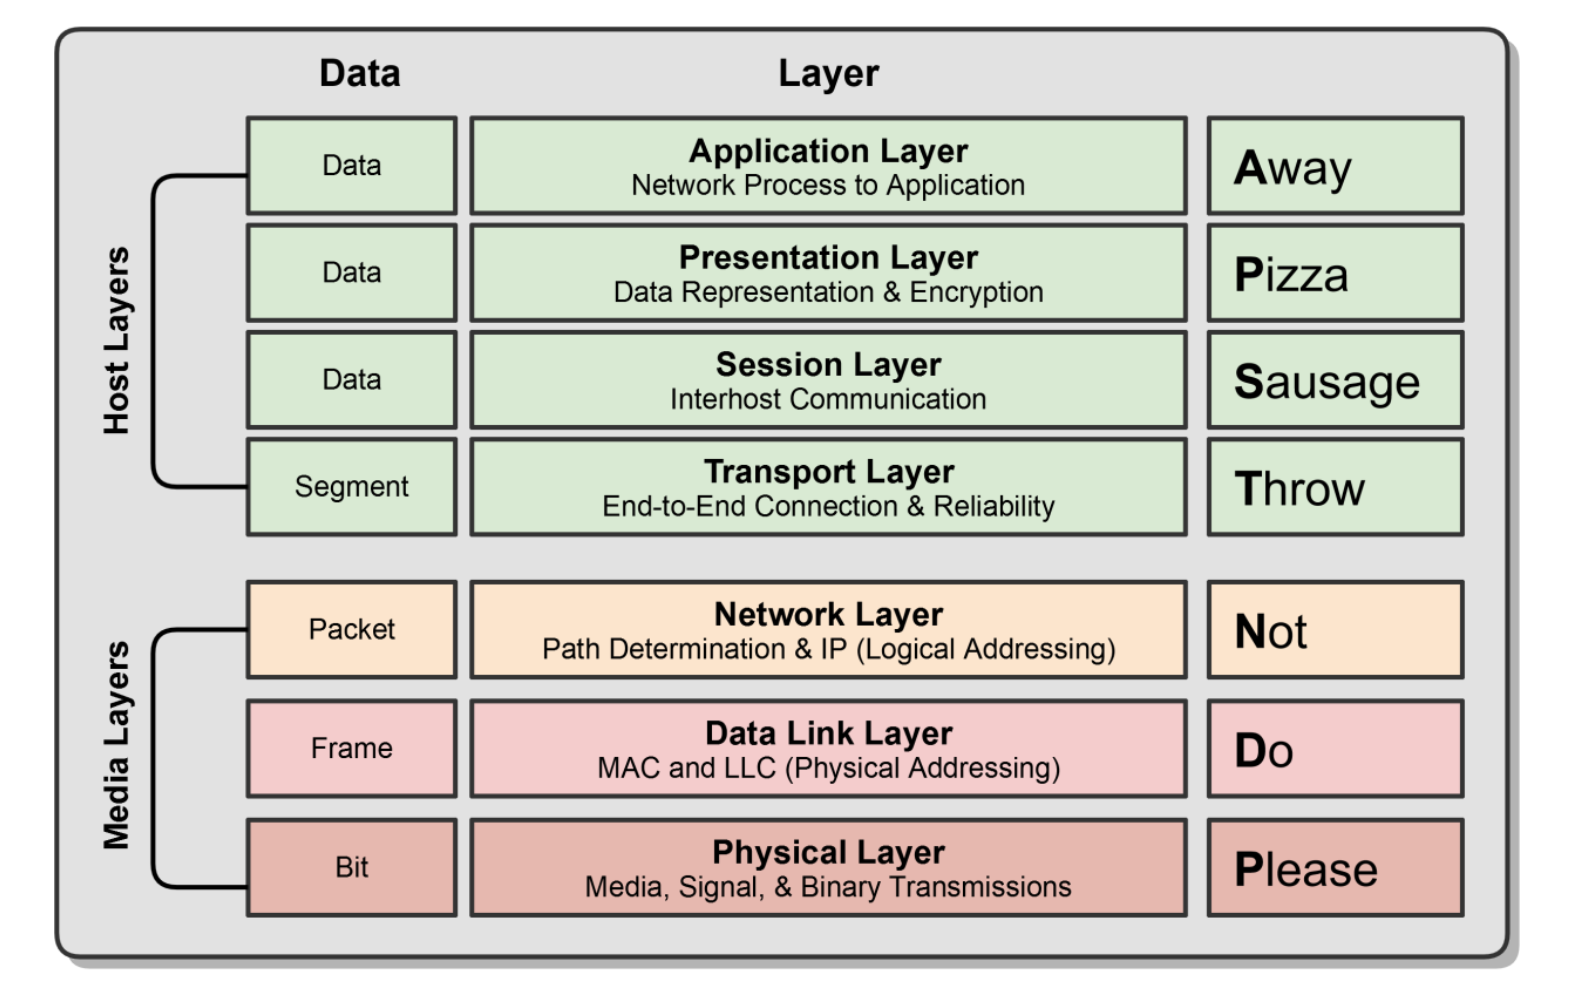 Data
Layer
Host Layers
Data
Application Layer
Network Process to Application
Away
Data
Presentation Layer
Data Representation & Encryption
Pizza
Data
Session Layer
Interhost Communication
Sausage
Segment
Transport Layer
End-to-End Connection & Reliability
Throw
Media Layers
Packet
Network Layer
Path Determination & IP (Logical Addressing)
Not
Frame
Data Link Layer
MAC and LLC (Physical Addressing)
Do
Bit
Physical Layer
Media, Signal, & Binary Transmissions
Please